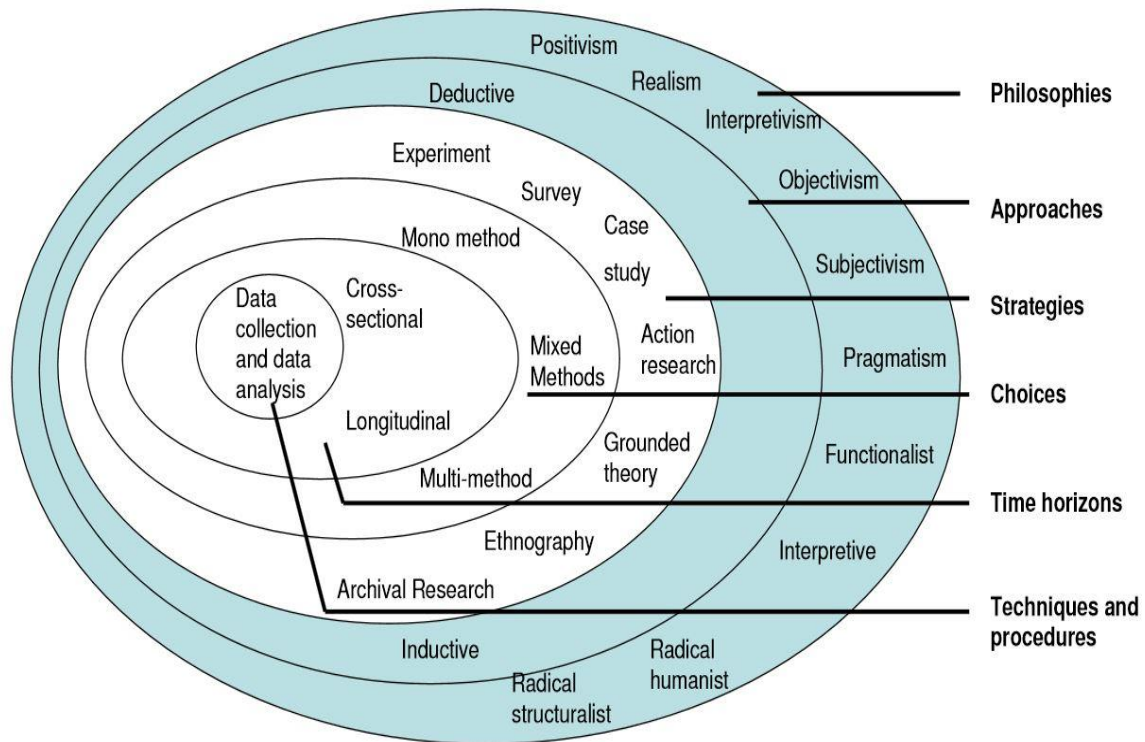 Positivism
Realism
Interpretivism
Objectivism
Subjectivism
Pragmatism
Functionalist
Interpretive
Radical
humanist
Radical
structuralist
Deductive
Inductive
Experiment
Survey
Case
study
Action
research
Grounded
theory
Ethnography
Archival Research
Mono method
Mixed
Methods
Multi-method
Cross-
sectional
Longitudinal
Data
collection
and data
analysis
Philosophies
Approaches
Strategies
Choices
Time horizons
Techniques and
procedures